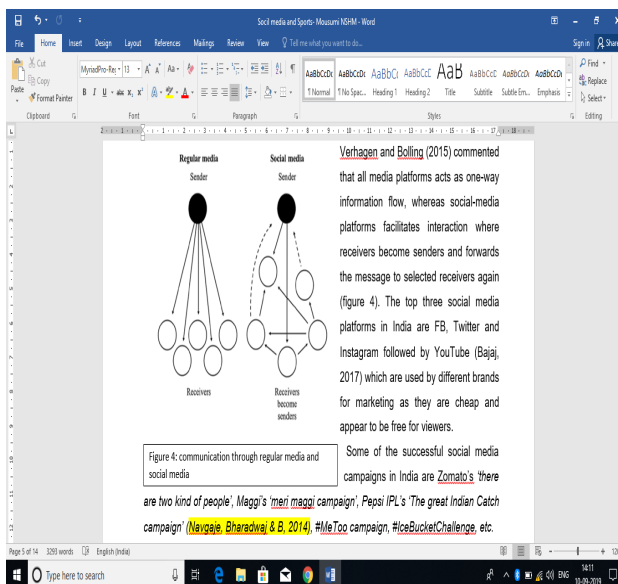 Socil media and Sports- Mousumi NSHM - Word
File Home Insert Design Layout References Mailings Review View Tell me what you want to do... Sign in Share
Paste
Cut
Copy
Format Painter
Clipboard
MyriadPro-Re 13
Font
Paragraph
AaBbCcDc AaBbCcDc AaBbCc AaBbCcC AaB AaBbCcC AaBbCcDc AaBbCcDc
¶ Normal ¶ No Spac... Heading 1 Heading 2 Title Subtitle Subtle Em... Emphasis
Styles
Find
Replace
Select
Editing
Regular media
Sender
Receivers
Social media
Sender
Receivers
become
senders
Verhagen and Bolling (2015) commented
that all media platforms acts as one-way
information flow, whereas social-media
platforms facilitates interaction where
receivers become senders and forwards
the message to selected receivers again
(figure 4). The top three social media
platforms in India are FB, Twitter and
Instagram followed by YouTube (Bajaj,
2017) which are used by different brands
for marketing as they are cheap and
appear to be free for viewers.
Figure 4: communication through regular media and
social media
Some of the successful social media
campaigns in India are Zomato's 'there
are two kind of people', Maggi's 'meri maggi campaign', Pepsi IPL's 'The great Indian Catch
campaign' (Navgaje, Bharadwaj & B, 2014), #MeToo campaign, #IceBucketChallenge, etc.
Page 5 of 14 3293 words English (India)
Type here to search
ENG
14:11
10-09-2019